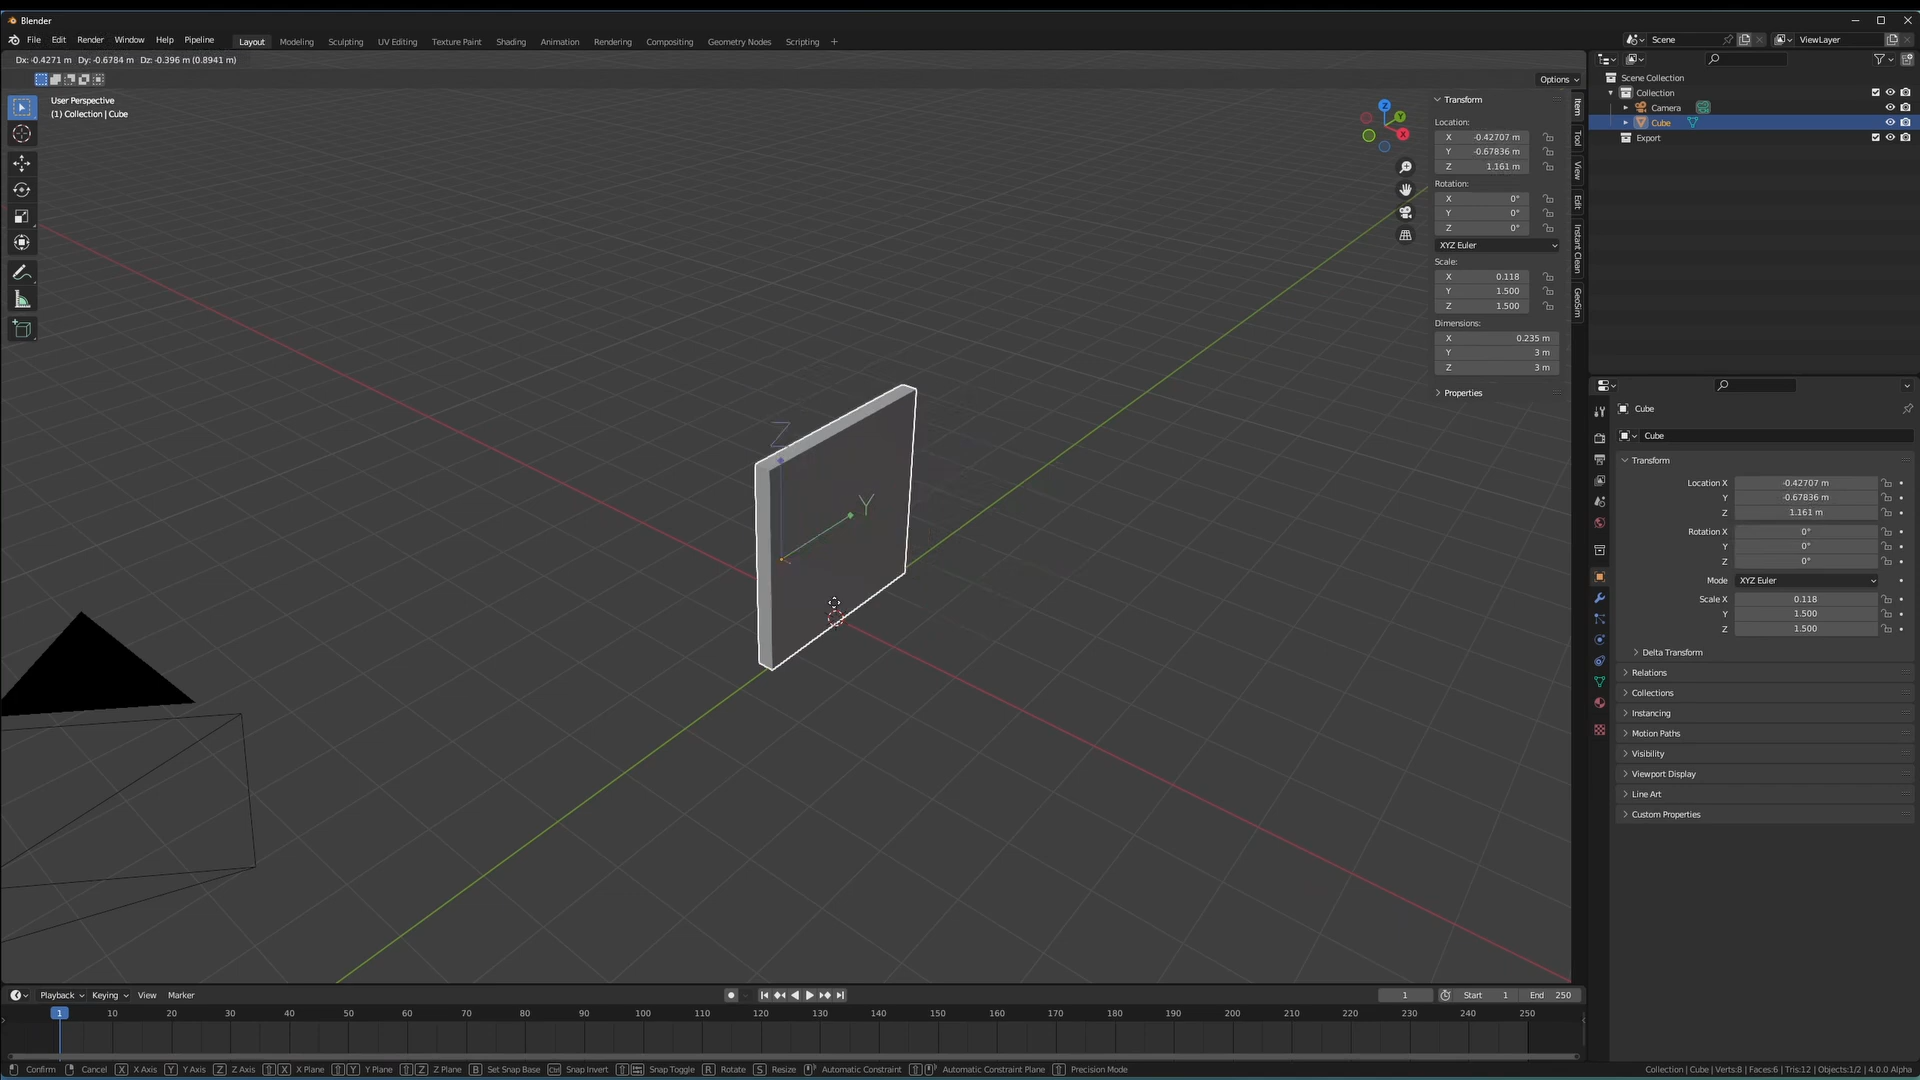 Blender
File Edit Render Window Help Pipeline Layout Modeling Sculpting UV Editing Texture Paint Shading Animation Rendering Compositing Geometry Nodes Scripting + Scene ViewLayer
Dx: -0.4271 m Dy: -0.6784 m Dz: -0.396 m (0.8941 m)
Options
User Perspective
(1) Collection | Cube
Z
Y
X
Z
Y
Transform
Location:
X -0.42707 m
Y -0.67836 m
Z 1.161 m
Rotation:
X 0°
Y 0°
Z 0°
XYZ Euler
Scale:
X 0.118
Y 1.500
Z 1.500
Dimensions:
X 0.235 m
Y 3 m
Z 3 m
Properties
Item
Tool
View
Edit
Instant Clean
GeoSim
Scene Collection
Collection
Camera
Cube
Export
Cube
Cube
Transform
Location X -0.42707 m
Y -0.67836 m
Z 1.161 m
Rotation X 0°
Y 0°
Z 0°
Mode XYZ Euler
Scale X 0.118
Y 1.500
Z 1.500
Delta Transform
Relations
Collections
Instancing
Motion Paths
Visibility
Viewport Display
Line Art
Custom Properties
Playback Keying View Marker 1 Start 1 End 250
1 10 20 30 40 50 60 70 80 90 100 110 120 130 140 150 160 170 180 190 200 210 220 230 240 250
Confirm Cancel X X Axis Y Y Axis Z Z Axis X X Plane Y Y Plane Z Z Plane B Set Snap Base Ctrl Snap Invert Snap Toggle R Rotate S Resize Automatic Constraint Automatic Constraint Plane Precision Mode Collection | Cube | Verts:8 | Faces:6 | Tris:12 | Objects:1/2 | 4.0.0 Alpha